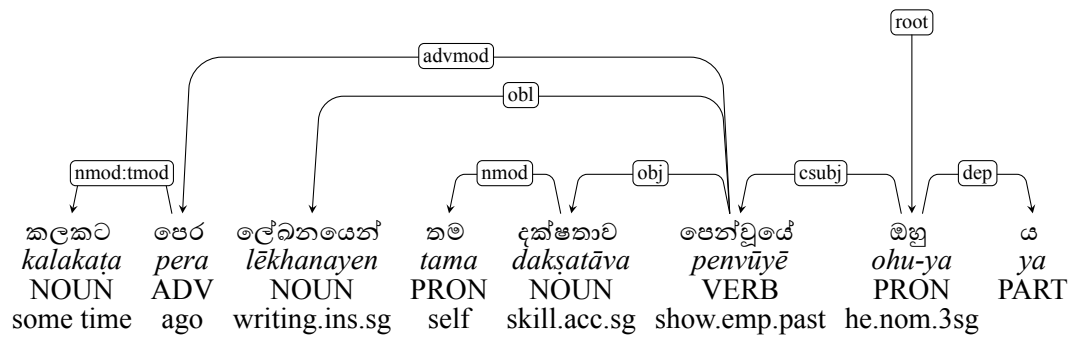 root
advmod
obl
nmod:tmod nmod obj csubj dep
කලකට පෙර ලේඛනයෙන් තම දක්ෂතාව පෙන්වූයේ ඔහු ය
kalakaṭa pera lēkhanayen tama dakṣatāva penvūyē ohu-ya ya
NOUN ADV NOUN PRON NOUN VERB PRON PART
some time ago writing.ins.sg self skill.acc.sg show.emp.past he.nom.3sg